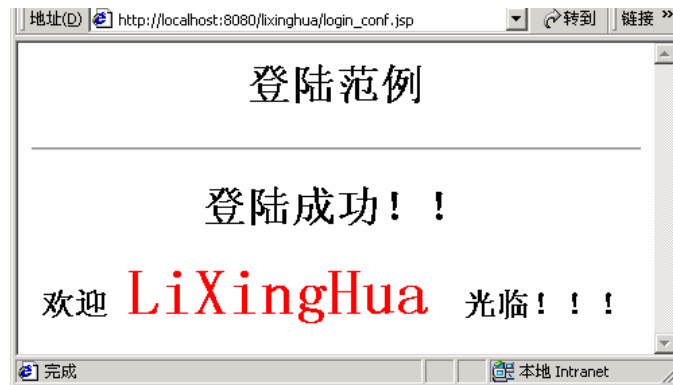 地址(D) http://localhost:8080/lixinghua/login_conf.jsp 转到 链接 »
登陆范例
登陆成功！！
欢迎 LiXingHua 光临！！！
完成 本地 Intranet